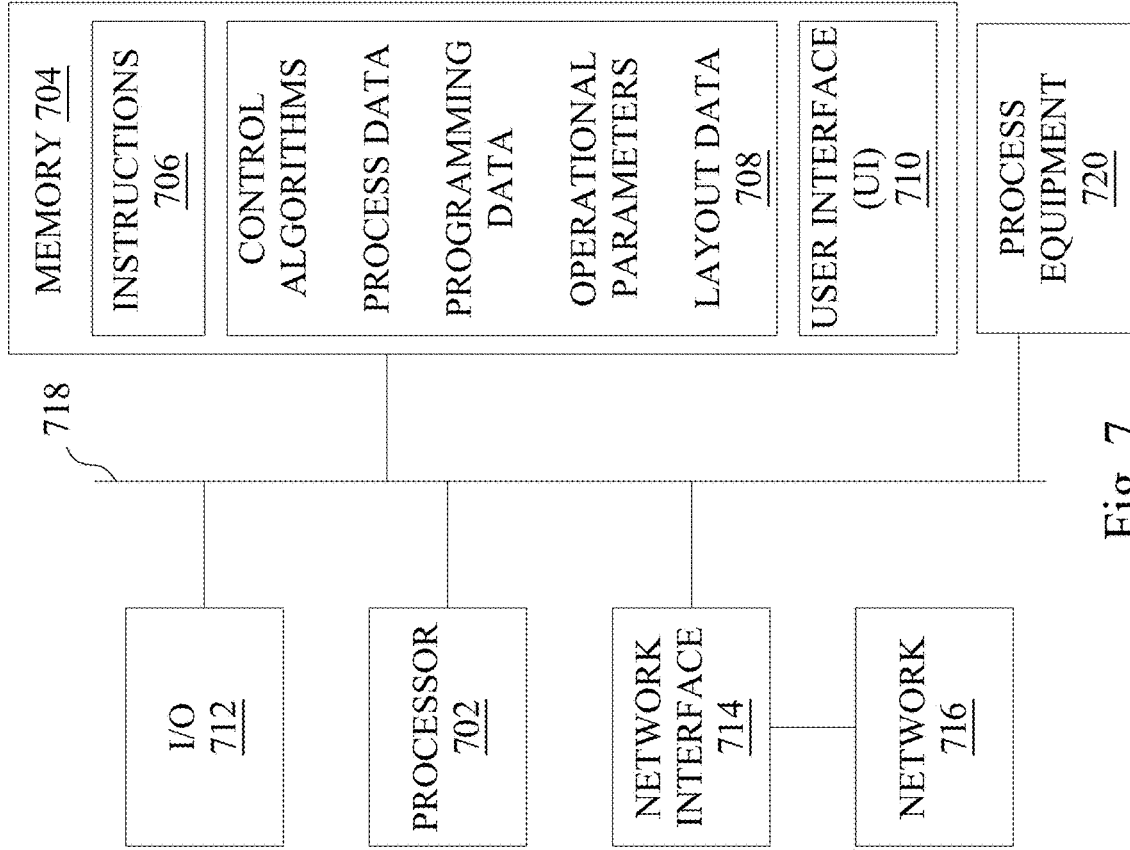 MEMORY 704
INSTRUCTIONS
706
CONTROL
ALGORITHMS
PROCESS DATA
PROGRAMMING
DATA
OPERATIONAL
PARAMETERS
LAYOUT DATA
708
USER INTERFACE
(UI)
710
PROCESS
EQUIPMENT
720
718
I/O
712
PROCESSOR
702
NETWORK
INTERFACE
714
NETWORK
716
Fig. 7